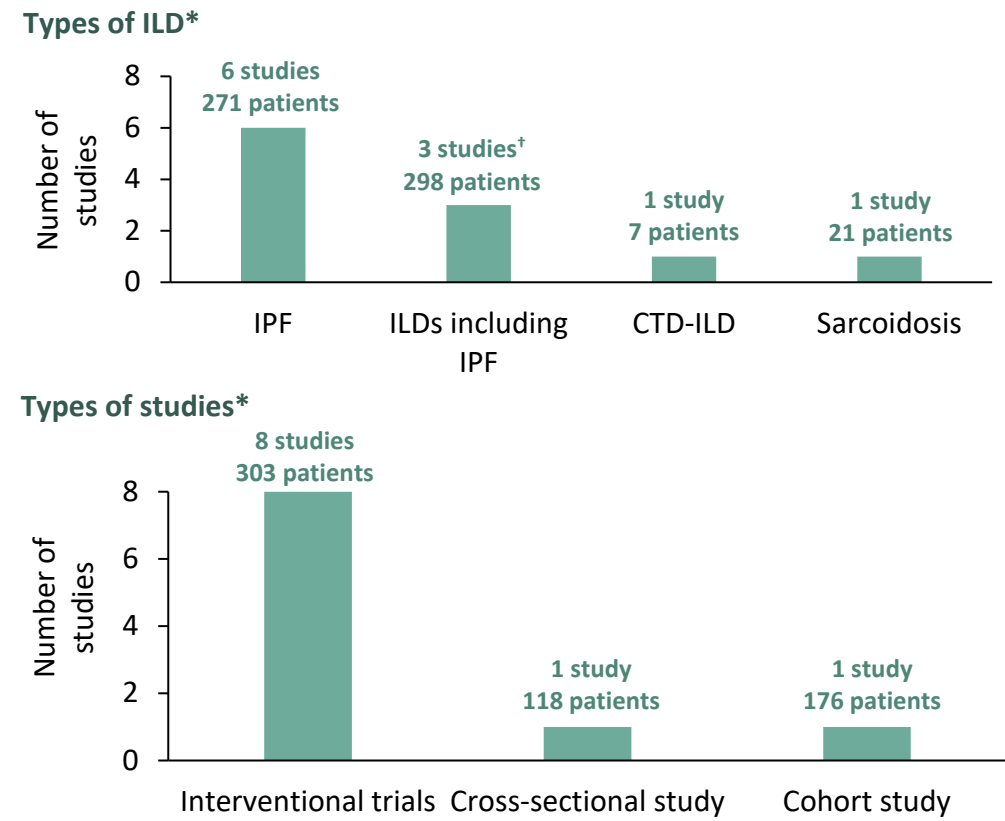 Types of ILD*
Number of
studies
8
6
4
2
0
6 studies
271 patients
3 studies†
298 patients
1 study
7 patients
1 study
21 patients
IPF
ILDs including
IPF
CTD-ILD
Sarcoidosis
Types of studies*
Number of
studies
8
6
4
2
0
8 studies
303 patients
1 study
118 patients
1 study
176 patients
Interventional trials
Cross-sectional study
Cohort study